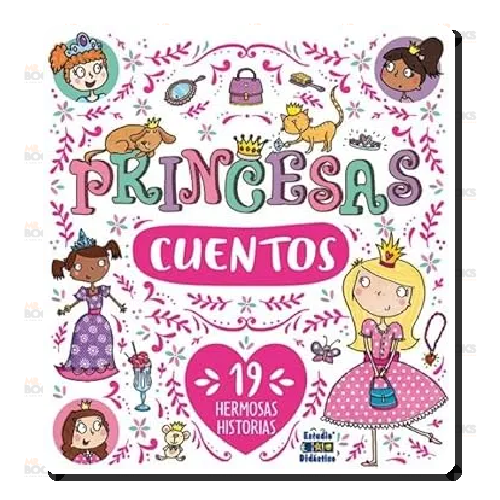 PRINCESAS
CUENTOS
19
HERMOSAS
HISTORIAS
Estudio
Didáctico